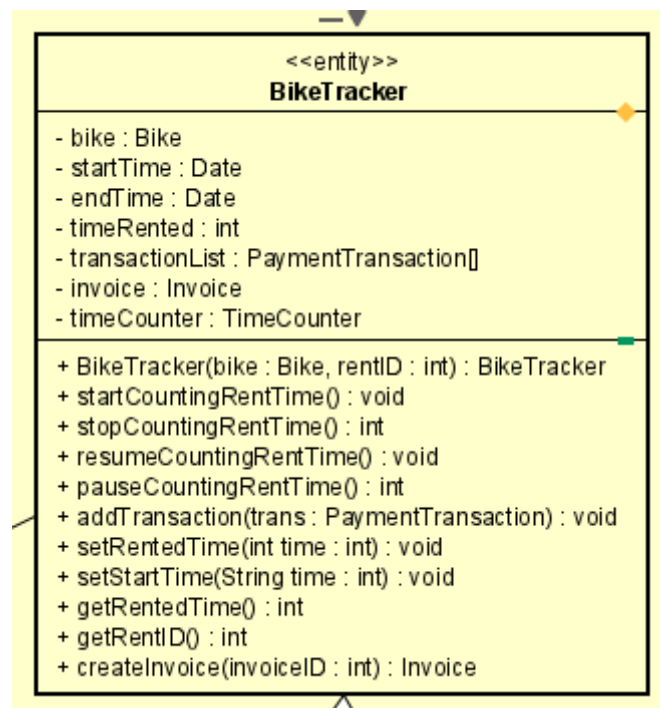 <<entity>>
BikeTracker
- bike : Bike
- startTime : Date
- endTime : Date
- timeRented : int
- transactionList : PaymentTransaction[]
- invoice : Invoice
- timeCounter : TimeCounter
+ BikeTracker(bike : Bike, rentID : int) : BikeTracker
+ startCountingRentTime() : void
+ stopCountingRentTime() : int
+ resumeCountingRentTime() : void
+ pauseCountingRentTime() : int
+ addTransaction(trans : PaymentTransaction) : void
+ setRentedTime(int time : int) : void
+ setStartTime(String time : int) : void
+ getRentedTime() : int
+ getRentID() : int
+ createInvoice(invoiceID : int) : Invoice